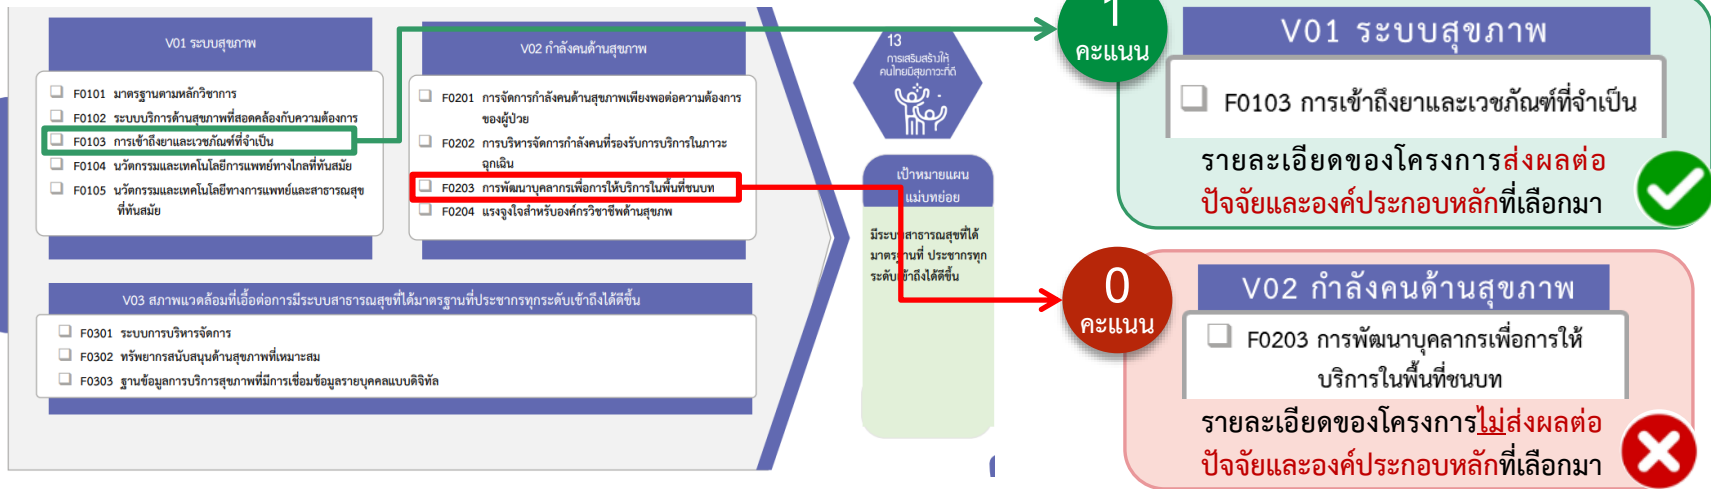 V01 ระบบสุขภาพ
F0101 มาตรฐานตามหลักวิชาการ
F0102 ระบบบริการด้านสุขภาพที่สอดคล้องกับความต้องการ
F0103 การเข้าถึงยาและเวชภัณฑ์ที่จำเป็น
F0104 นวัตกรรมและเทคโนโลยีการแพทย์ทางไกลที่ทันสมัย
F0105 นวัตกรรมและเทคโนโลยีทางการแพทย์และสาธารณสุข
ที่ทันสมัย
V02 กำลังคนด้านสุขภาพ
F0201 การจัดการกำลังคนด้านสุขภาพเพียงพอต่อความต้องการ
ของผู้ป่วย
F0202 การบริหารจัดการกำลังคนที่รองรับการบริการในภาวะ
ฉุกเฉิน
F0203 การพัฒนาบุคลากรเพื่อการให้บริการในพื้นที่ชนบท
F0204 แรงจูงใจสำหรับองค์กรวิชาชีพด้านสุขภาพ
V03 สภาพแวดล้อมที่เอื้อต่อการมีระบบสาธารณสุขที่ได้มาตรฐานที่ประชากรทุกระดับเข้าถึงได้ดีขึ้น
F0301 ระบบการบริหารจัดการ
F0302 ทรัพยากรสนับสนุนด้านสุขภาพที่เหมาะสม
F0303 ฐานข้อมูลการบริการสุขภาพที่มีการเชื่อมข้อมูลรายบุคคลแบบดิจิทัล
13
การเสริมสร้างให้
คนไทยมีสุขภาวะที่ดี
เป้าหมายแผน
แม่บทย่อย
มีระบบสาธารณสุขที่ได้
มาตรฐานที่ ประชากรทุก
ระดับเข้าถึงได้ดีขึ้น
1
คะแนน
V01 ระบบสุขภาพ
F0103 การเข้าถึงยาและเวชภัณฑ์ที่จำเป็น
รายละเอียดของโครงการส่งผลต่อ
ปัจจัยและองค์ประกอบหลักที่เลือกมา
0
คะแนน
V02 กำลังคนด้านสุขภาพ
F0203 การพัฒนาบุคลากรเพื่อการให้
บริการในพื้นที่ชนบท
รายละเอียดของโครงการไม่ส่งผลต่อ
ปัจจัยและองค์ประกอบหลักที่เลือกมา